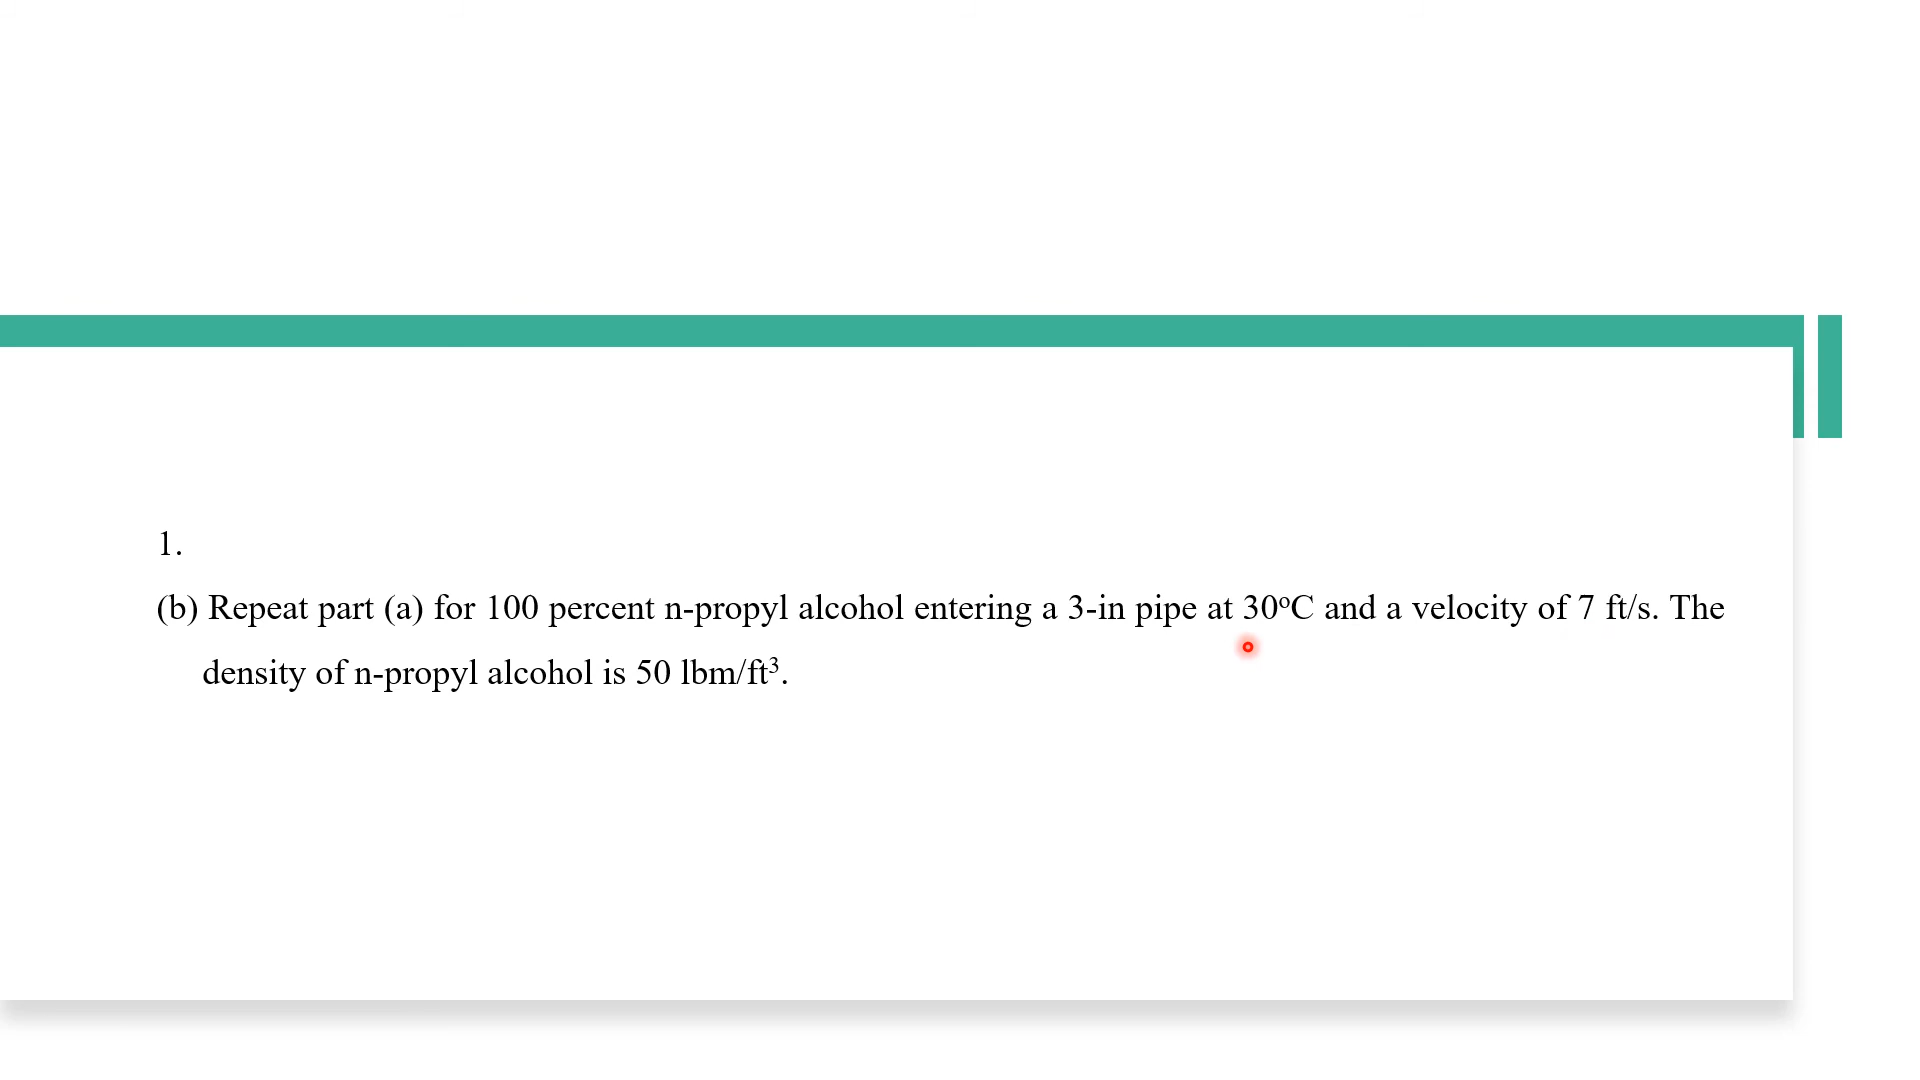 1.
(b) Repeat part (a) for 100 percent n-propyl alcohol entering a 3-in pipe at 30ºC and a velocity of 7 ft/s. The
density of n-propyl alcohol is 50 lbm/ft³.